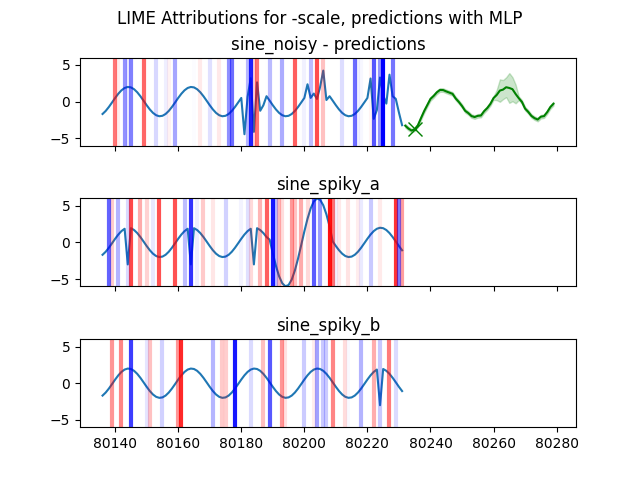 LIME Attributions for -scale, predictions with MLP
sine_noisy - predictions
5
0
−5
sine_spiky_a
5
0
−5
sine_spiky_b
5
0
−5
80140 80160 80180 80200 80220 80240 80260 80280